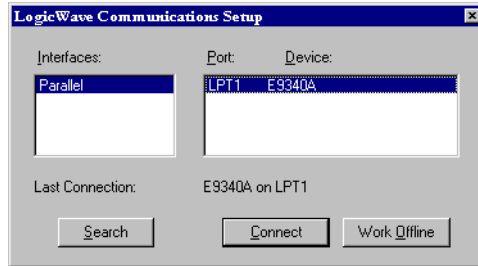 LogicWave Communications Setup
Interfaces: Port: Device:
Parallel LPT1 E9340A
Last Connection: E9340A on LPT1
Search Connect Work Offline